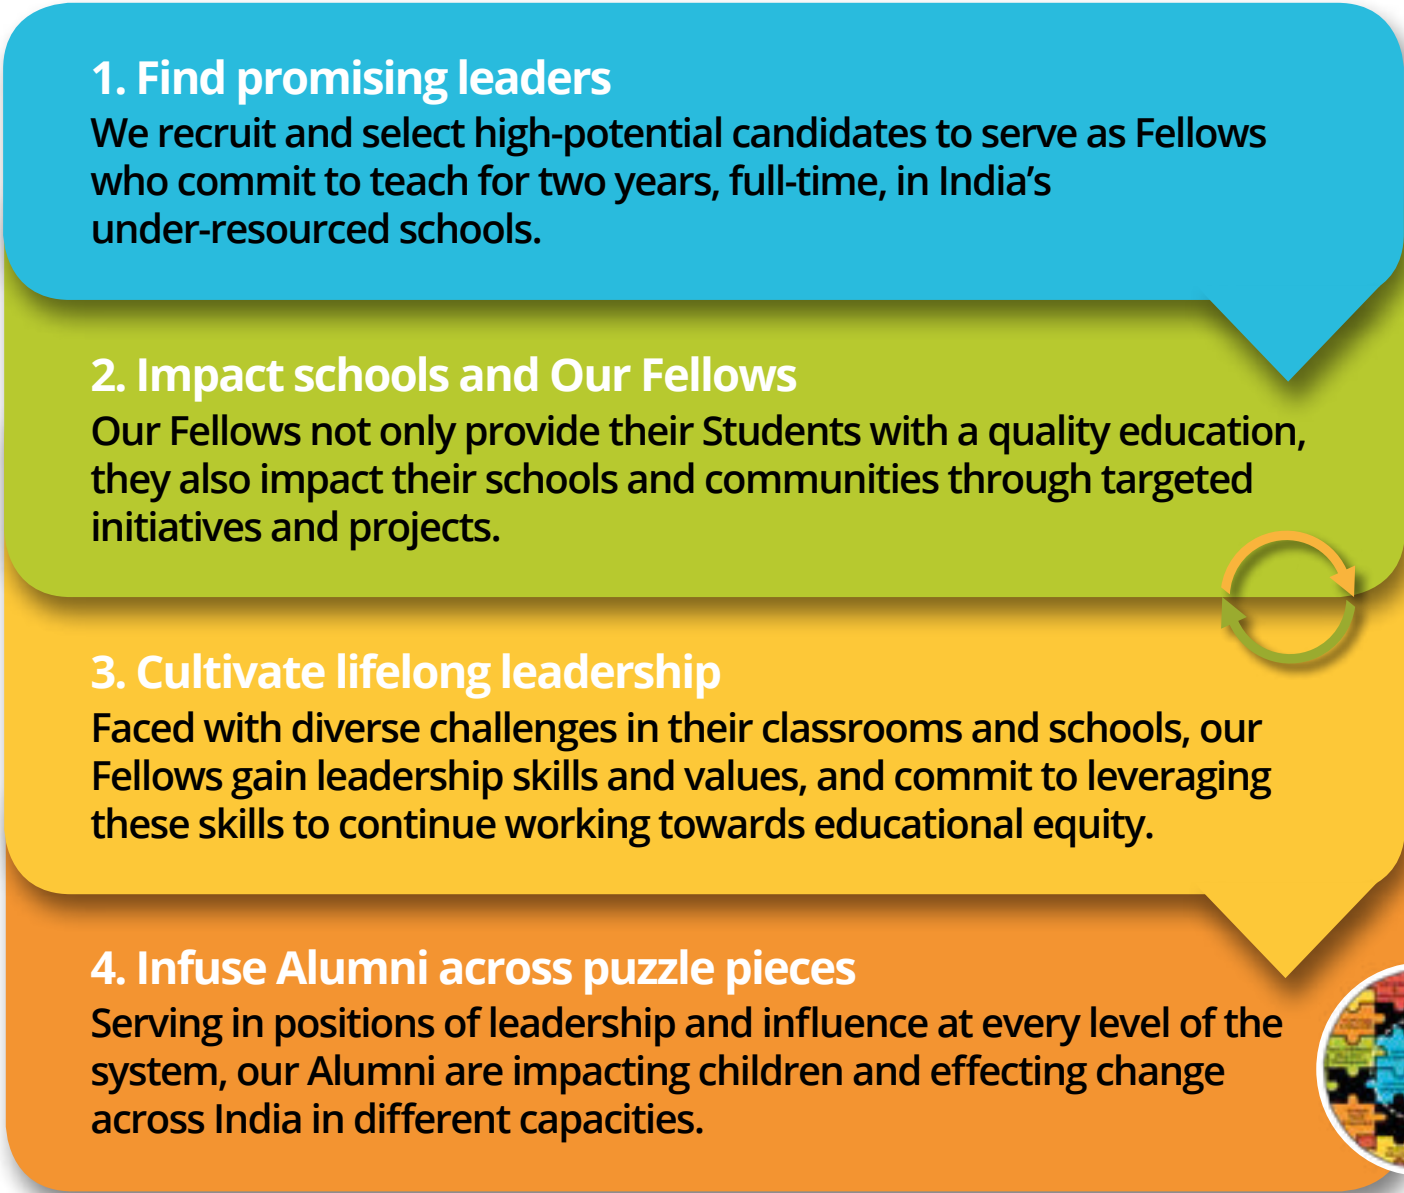 1. Find promising leaders
We recruit and select high-potential candidates to serve as Fellows
who commit to teach for two years, full-time, in India’s
under-resourced schools.
2. Impact schools and Our Fellows
Our Fellows not only provide their Students with a quality education,
they also impact their schools and communities through targeted
initiatives and projects.
3. Cultivate lifelong leadership
Faced with diverse challenges in their classrooms and schools, our
Fellows gain leadership skills and values, and commit to leveraging
these skills to continue working towards educational equity.
4. Infuse Alumni across puzzle pieces
Serving in positions of leadership and influence at every level of the
system, our Alumni are impacting children and effecting change
across India in different capacities.